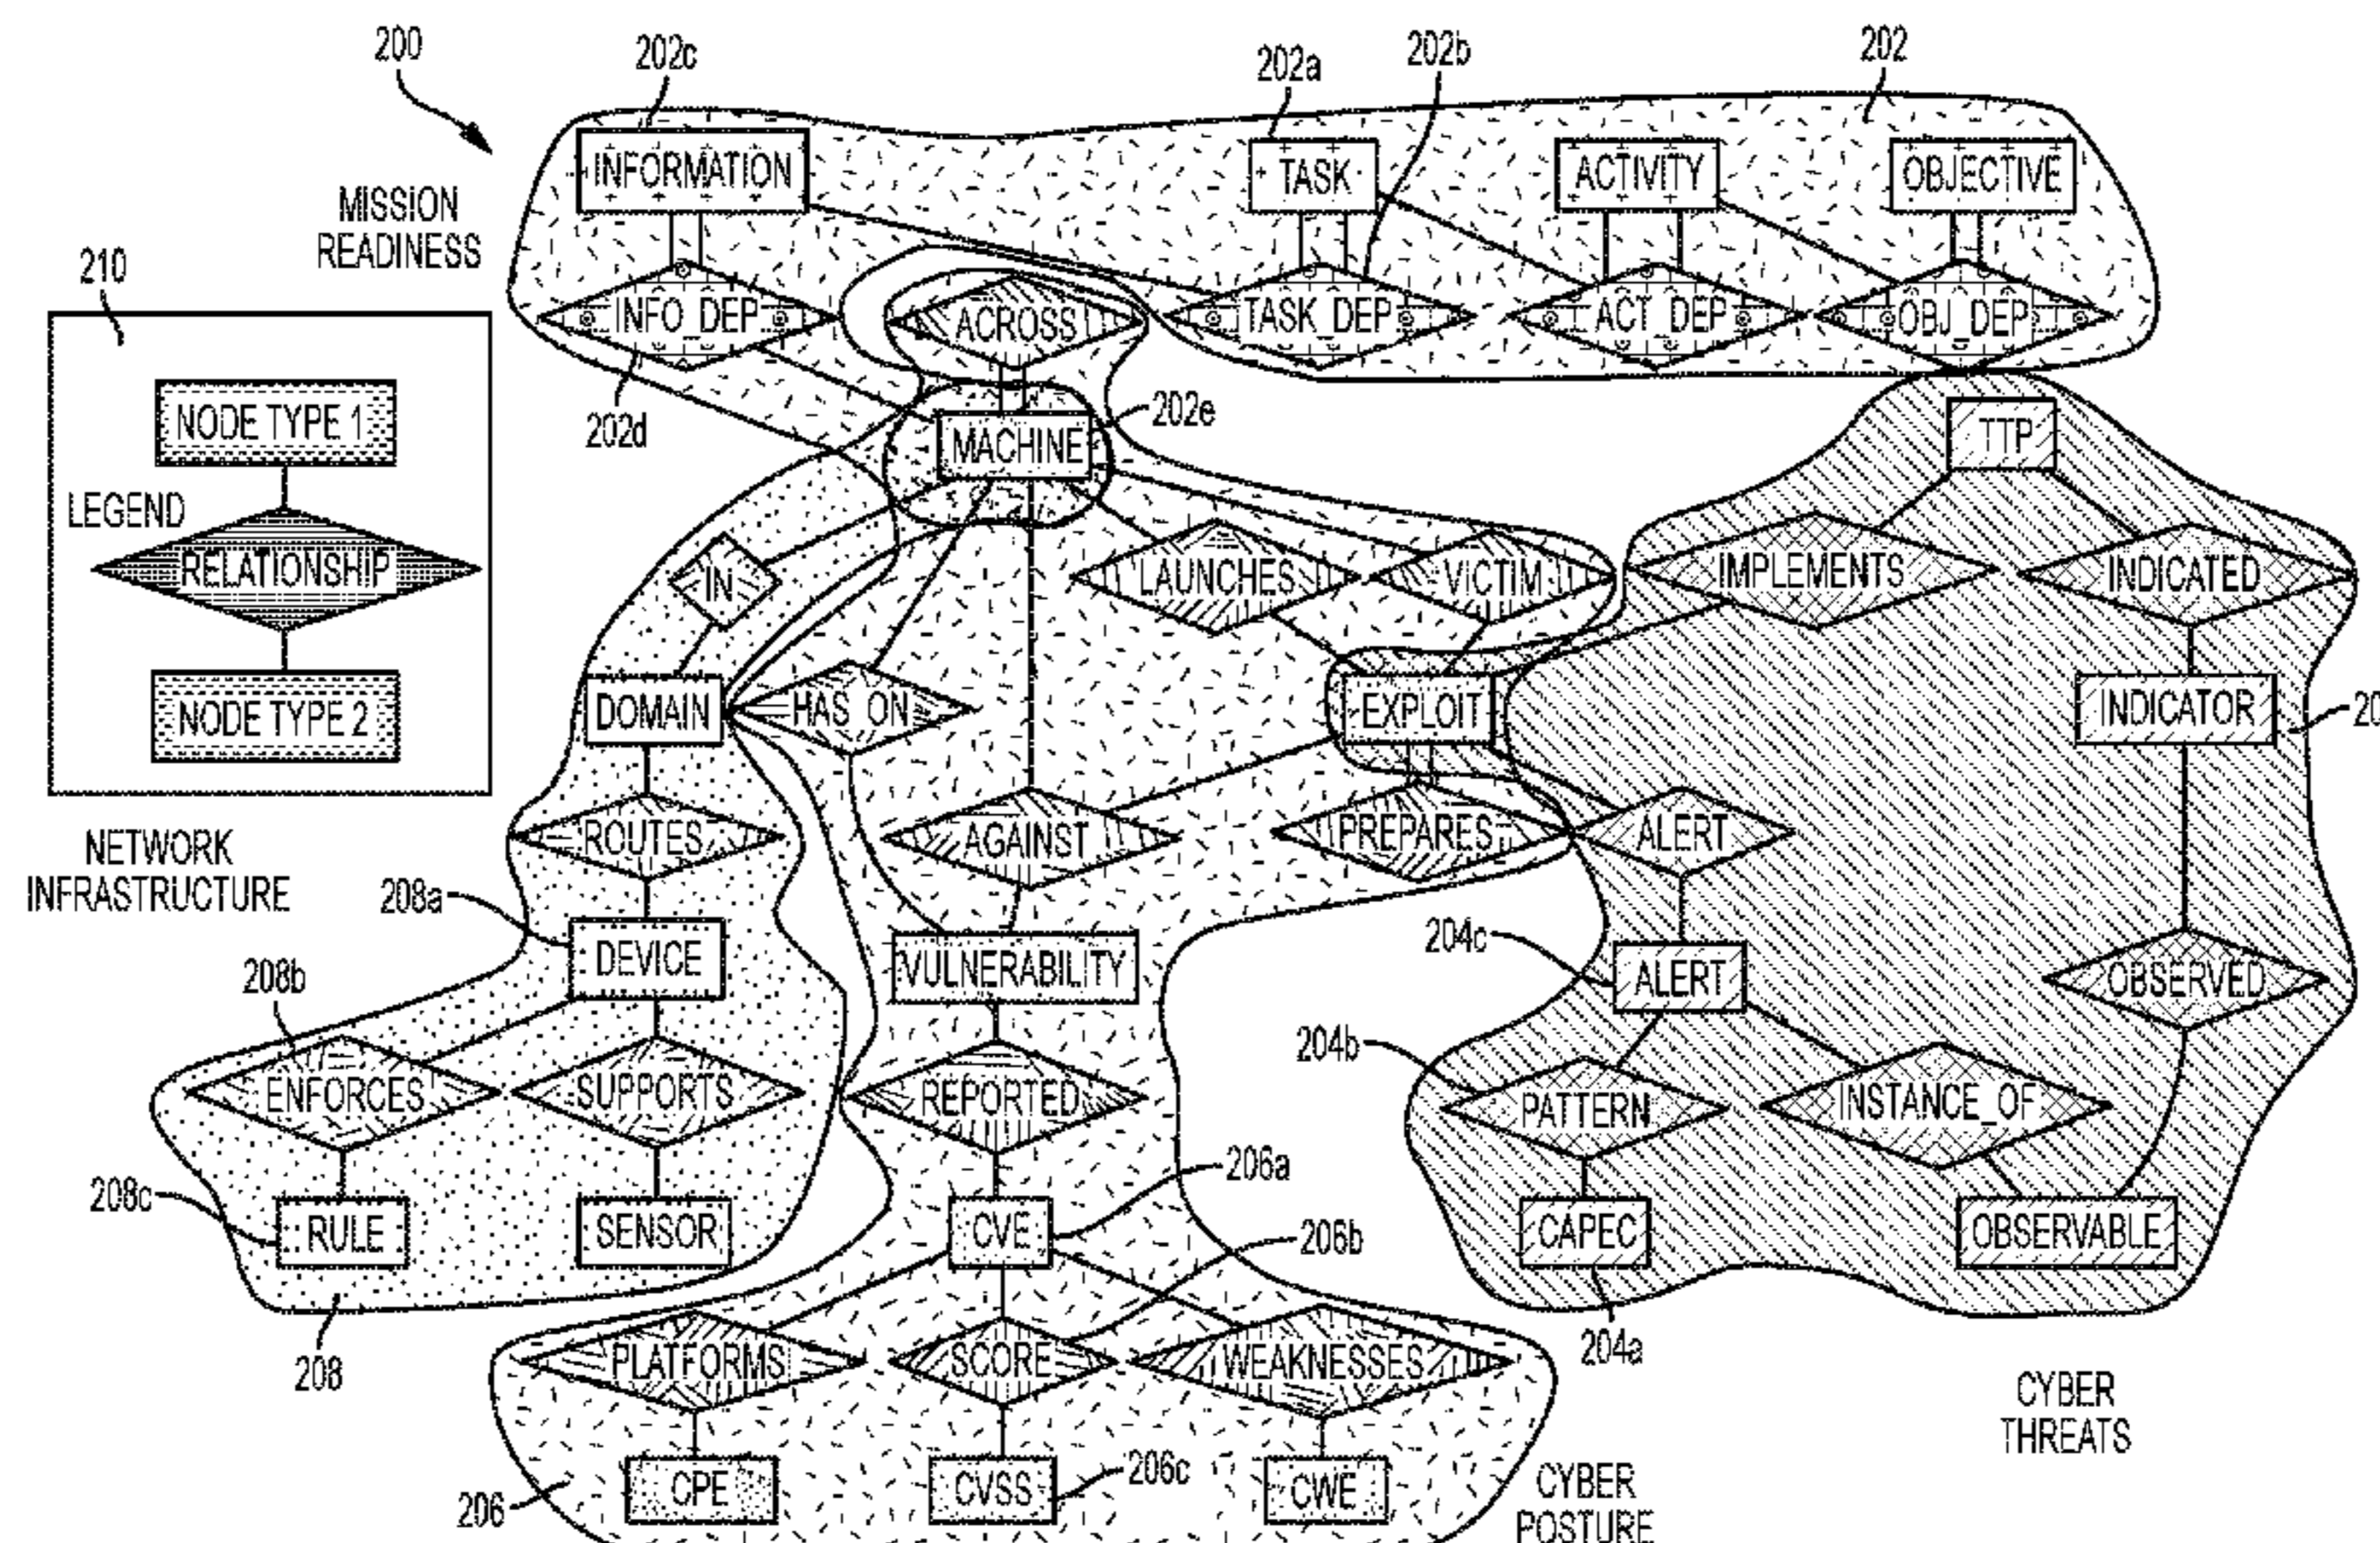 200
202c
202a
202b
202
INFORMATION
TASK
ACTIVITY
OBJECTIVE
MISSION
READINESS
210
INFO_DEP
ACROSS
TASK_DEP
ACT_DEP
OBJ_DEP
202d
202e
NODE TYPE 1
MACHINE
TTP
LEGEND
RELATIONSHIP
IN
LAUNCHES
VICTIM
IMPLEMENTS
INDICATED
NODE TYPE 2
DOMAIN
HAS_ON
EXPLOIT
INDICATOR
ROUTES
AGAINST
PREPARES
ALERT
NETWORK
INFRASTRUCTURE
208a
204c
DEVICE
VULNERABILITY
ALERT
OBSERVED
208b
204b
ENFORCES
SUPPORTS
REPORTED
PATTERN
INSTANCE_OF
206a
208c
RULE
SENSOR
CVE
206b
CAPEC
OBSERVABLE
208
204a
PLATFORMS
SCORE
WEAKNESSES
CYBER
THREATS
206
CPE
CVSS
206c
CWE
CYBER
POSTURE